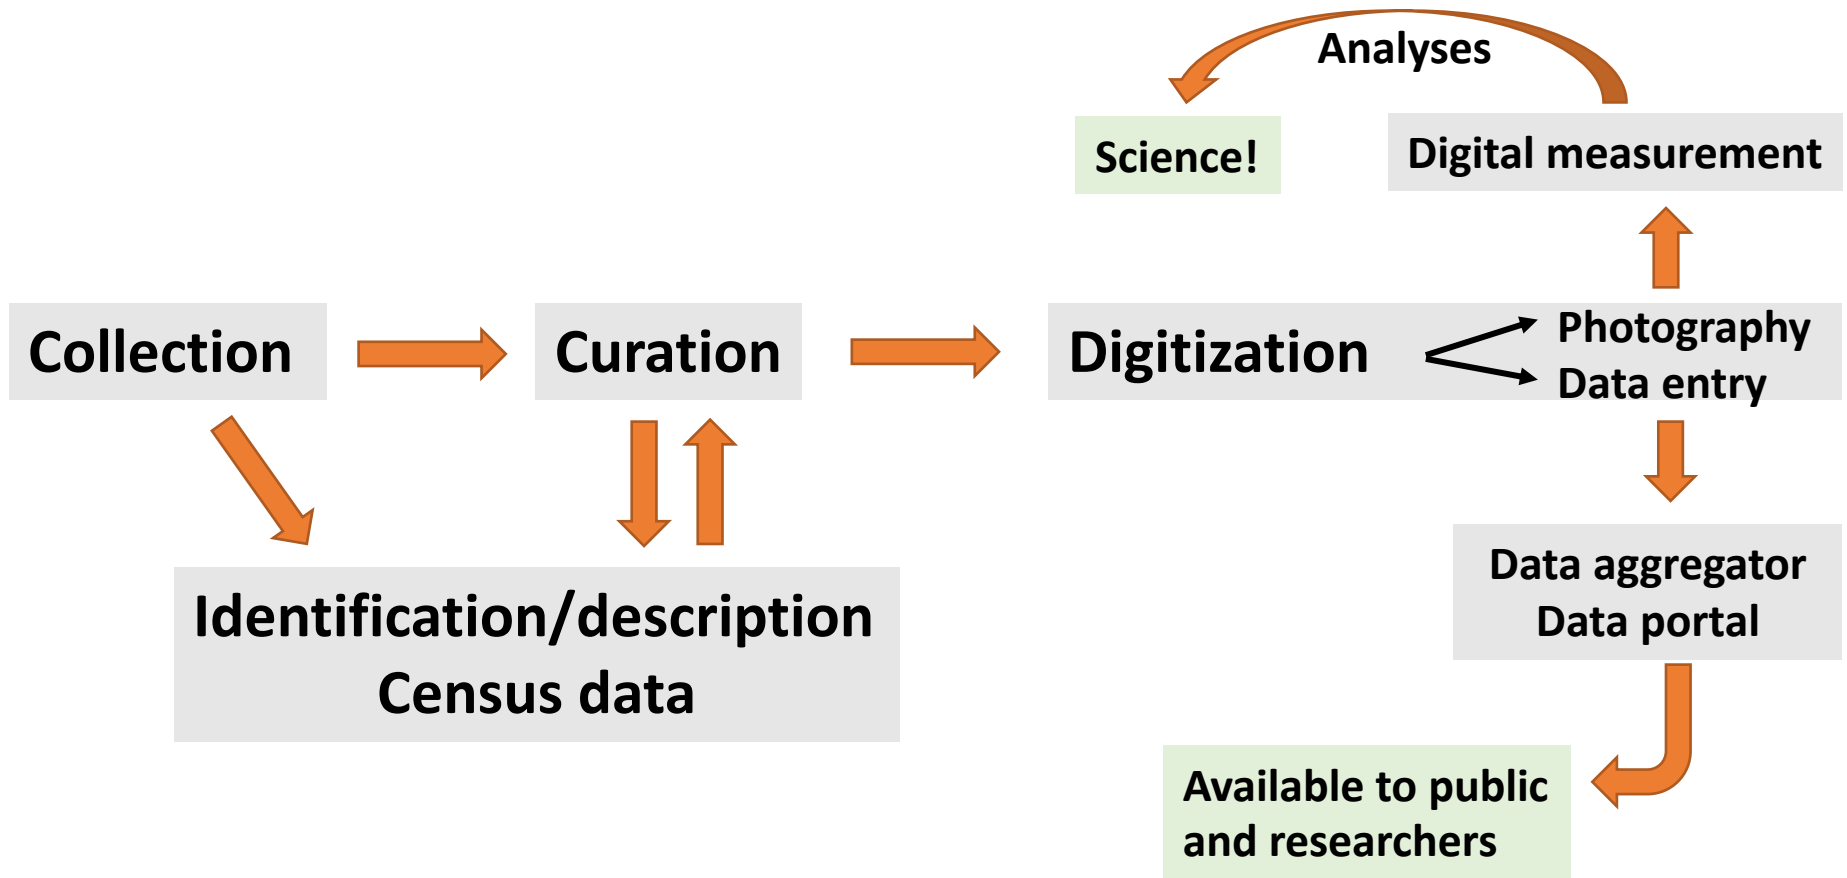 Analyses
Science!
Digital measurement
Collection
Curation
Digitization
Photography
Data entry
Identification/description
Census data
Data aggregator
Data portal
Available to public
and researchers